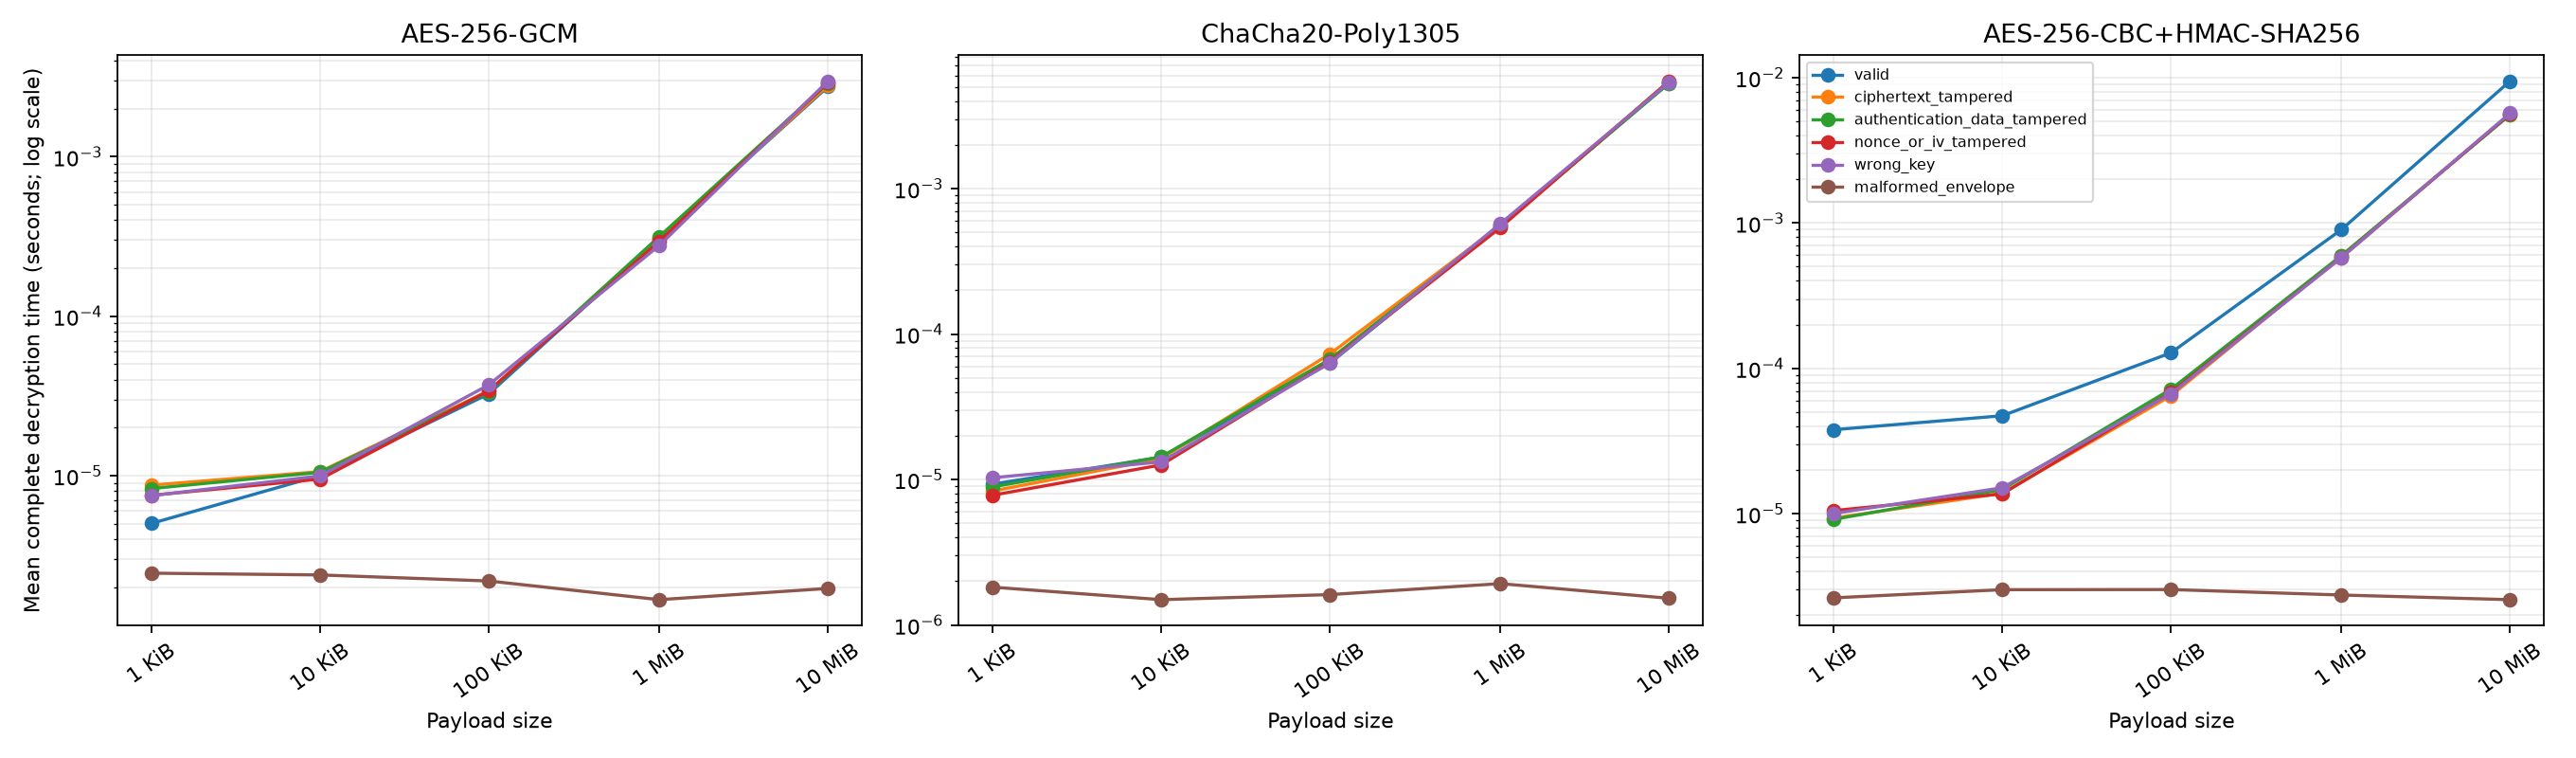 AES-256-GCM
Mean complete decryption time (seconds; log scale)
10⁻³
10⁻⁴
10⁻⁵
1 KiB
10 KiB
100 KiB
1 MiB
10 MiB
Payload size
ChaCha20-Poly1305
10⁻³
10⁻⁴
10⁻⁵
10⁻⁶
1 KiB
10 KiB
100 KiB
1 MiB
10 MiB
Payload size
AES-256-CBC+HMAC-SHA256
10⁻²
10⁻³
10⁻⁴
10⁻⁵
valid
ciphertext_tampered
authentication_data_tampered
nonce_or_iv_tampered
wrong_key
malformed_envelope
1 KiB
10 KiB
100 KiB
1 MiB
10 MiB
Payload size